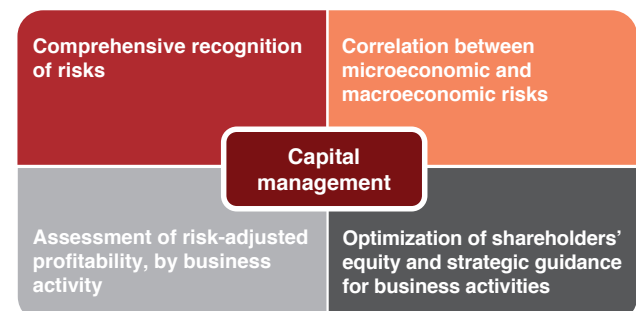 Comprehensive recognition
of risks
Correlation between
microeconomic and
macroeconomic risks
Capital
management
Assessment of risk-adjusted
profitability, by business
activity
Optimization of shareholders’
equity and strategic guidance
for business activities